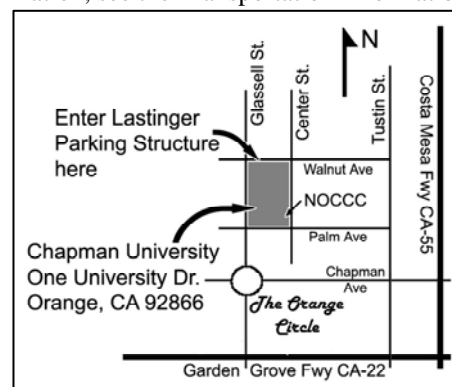 N
Glassell St.
Center St.
Tustin St.
Costa Mesa Fwy CA-55
Enter Lastinger
Parking Structure
here
Walnut Ave
NOCCC
Palm Ave
Chapman University
One University Dr.
Orange, CA 92866
Chapman
Ave
The Orange
Circle
Garden Grove Fwy CA-22